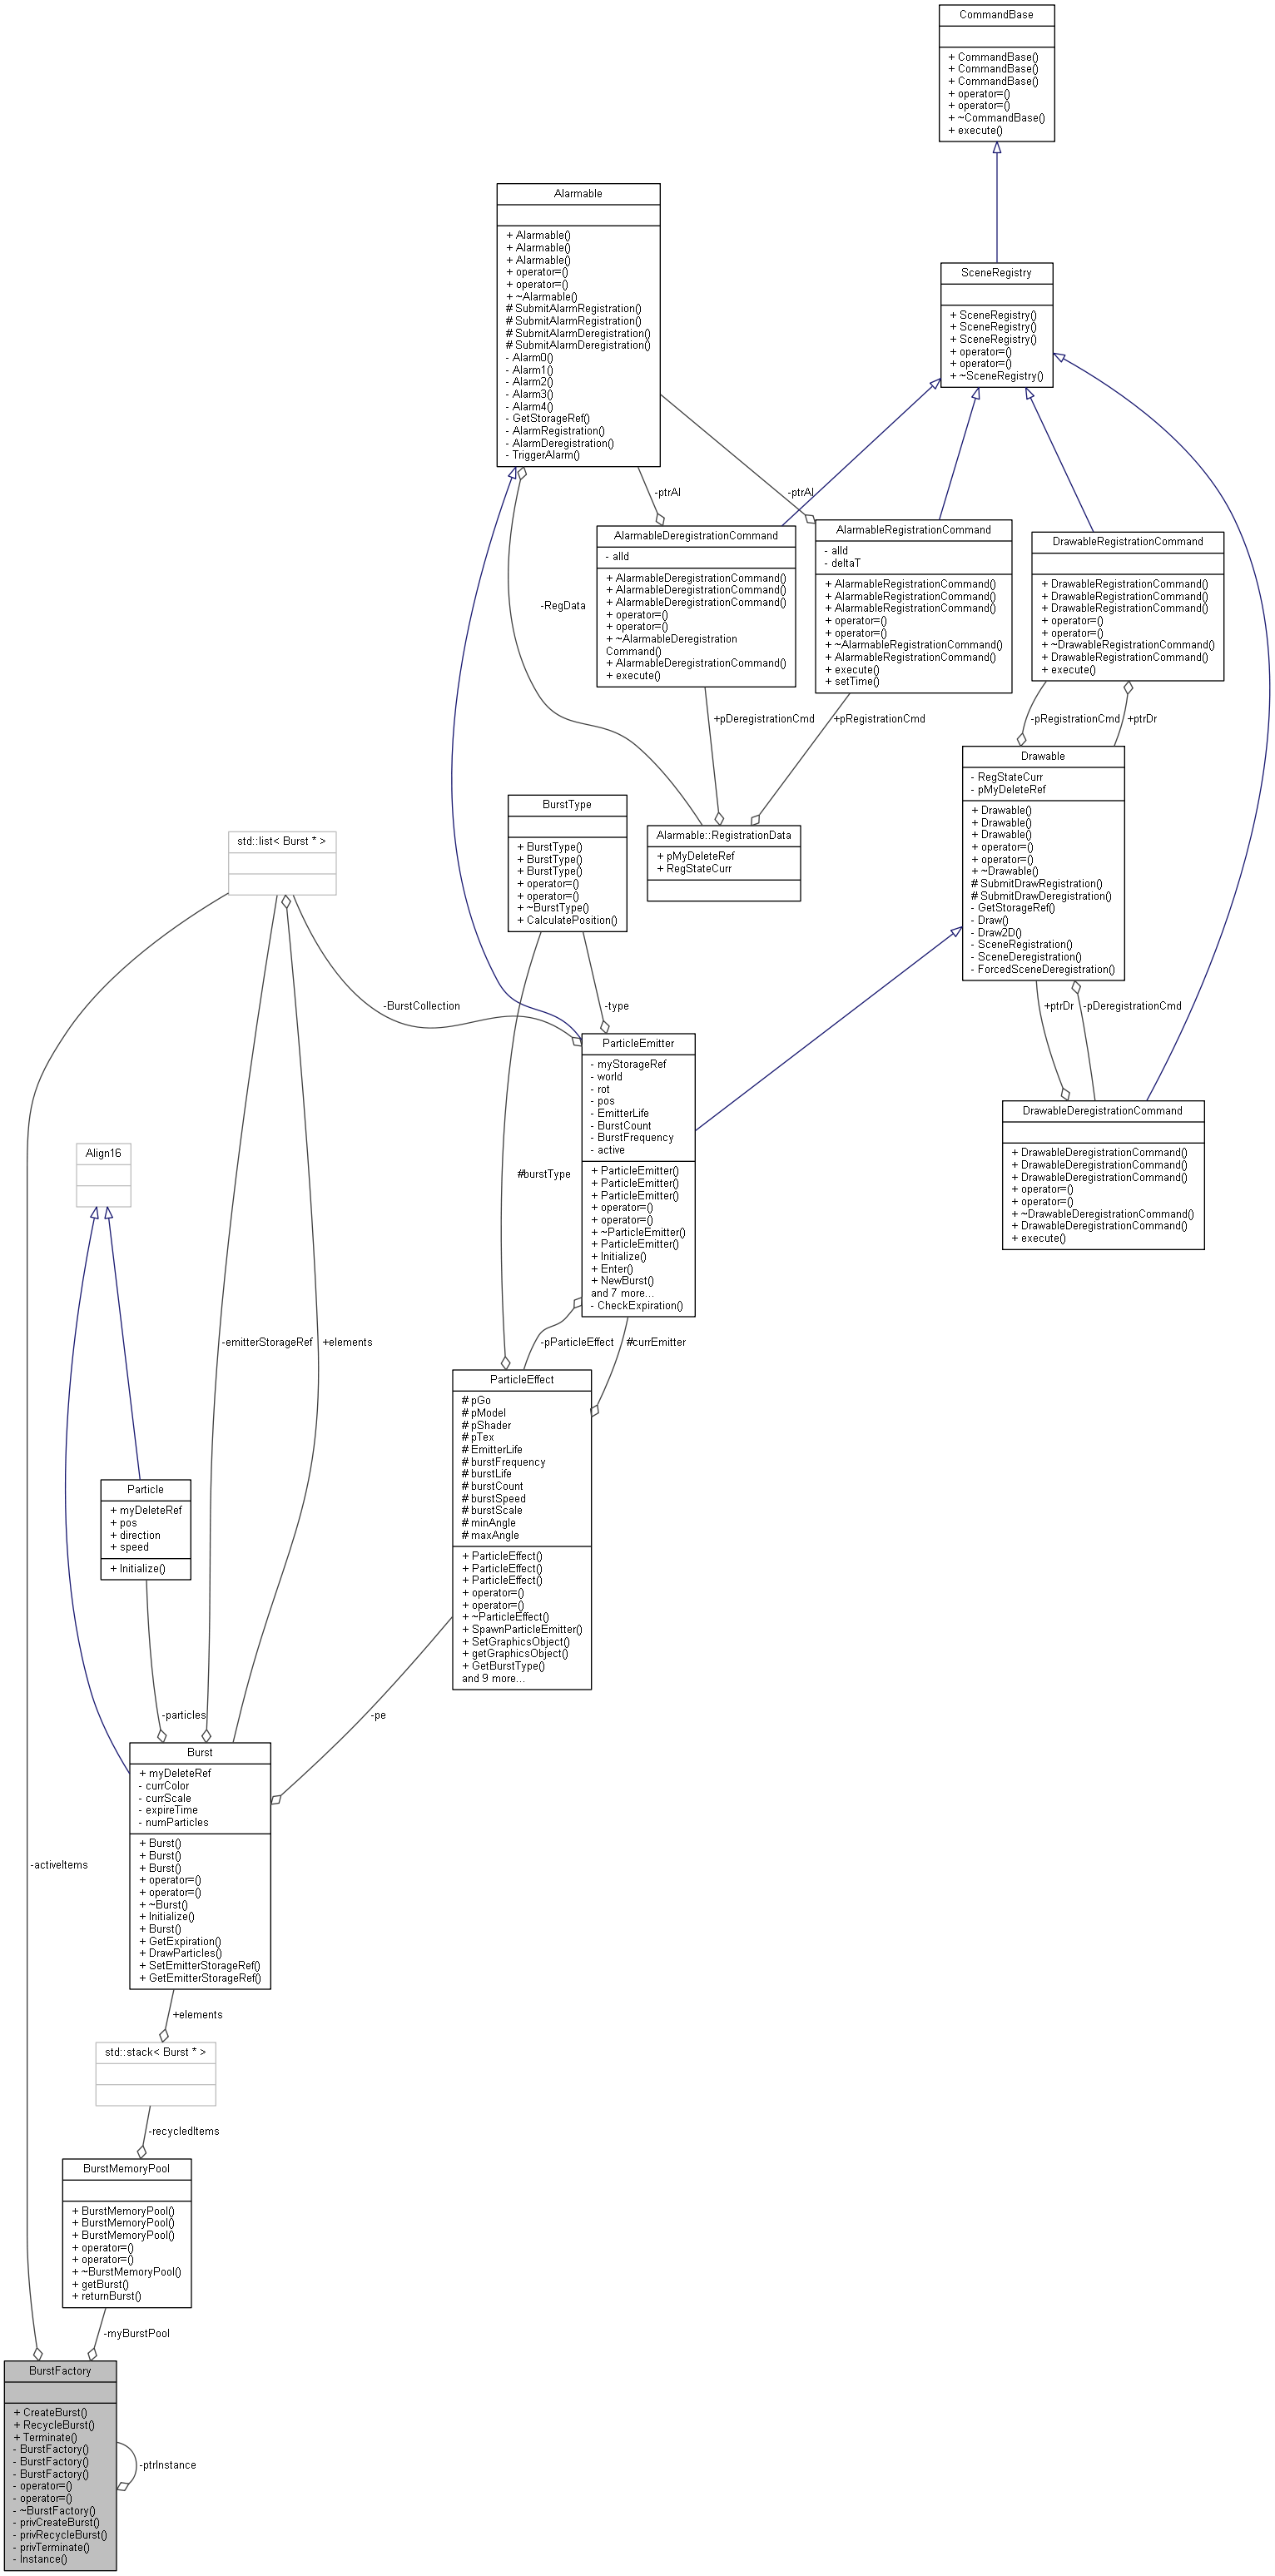 CommandBase
+ CommandBase()
+ CommandBase()
+ CommandBase()
+ operator=()
+ operator=()
+ ~CommandBase()
+ execute()
Alarmable
+ Alarmable()
+ Alarmable()
+ Alarmable()
+ operator=()
+ operator=()
+ ~Alarmable()
# SubmitAlarmRegistration()
# SubmitAlarmRegistration()
# SubmitAlarmDeregistration()
# SubmitAlarmDeregistration()
- Alarm0()
- Alarm1()
- Alarm2()
- Alarm3()
- Alarm4()
- GetStorageRef()
- AlarmRegistration()
- AlarmDeregistration()
- TriggerAlarm()
SceneRegistry
+ SceneRegistry()
+ SceneRegistry()
+ SceneRegistry()
+ operator=()
+ operator=()
+ ~SceneRegistry()
-ptrAl
-ptrAl
AlarmableDeregistrationCommand
- alId
+ AlarmableDeregistrationCommand()
+ AlarmableDeregistrationCommand()
+ AlarmableDeregistrationCommand()
+ operator=()
+ operator=()
+ ~AlarmableDeregistration
Command()
+ AlarmableDeregistrationCommand()
+ execute()
AlarmableRegistrationCommand
- alId
- deltaT
+ AlarmableRegistrationCommand()
+ AlarmableRegistrationCommand()
+ AlarmableRegistrationCommand()
+ operator=()
+ operator=()
+ ~AlarmableRegistrationCommand()
+ AlarmableRegistrationCommand()
+ execute()
+ setTime()
DrawableRegistrationCommand
+ DrawableRegistrationCommand()
+ DrawableRegistrationCommand()
+ DrawableRegistrationCommand()
+ operator=()
+ operator=()
+ ~DrawableRegistrationCommand()
+ DrawableRegistrationCommand()
+ execute()
-RegData
+pDeregistrationCmd
+pRegistrationCmd
-pRegistrationCmd
+ptrDr
Drawable
- RegStateCurr
- pMyDeleteRef
+ Drawable()
+ Drawable()
+ Drawable()
+ operator=()
+ operator=()
+ ~Drawable()
# SubmitDrawRegistration()
# SubmitDrawDeregistration()
- GetStorageRef()
- Draw()
- Draw2D()
- SceneRegistration()
- SceneDeregistration()
- ForcedSceneDeregistration()
BurstType
+ BurstType()
+ BurstType()
+ BurstType()
+ operator=()
+ operator=()
+ ~BurstType()
+ CalculatePosition()
Alarmable::RegistrationData
+ pMyDeleteRef
+ RegStateCurr
std::list< Burst * >
-BurstCollection
-type
+ptrDr
-pDeregistrationCmd
ParticleEmitter
- myStorageRef
- world
- rot
- pos
- EmitterLife
- BurstCount
- BurstFrequency
- active
+ ParticleEmitter()
+ ParticleEmitter()
+ ParticleEmitter()
+ operator=()
+ operator=()
+ ~ParticleEmitter()
+ ParticleEmitter()
+ Initialize()
+ Enter()
+ NewBurst()
and 7 more...
- CheckExpiration()
DrawableDeregistrationCommand
+ DrawableDeregistrationCommand()
+ DrawableDeregistrationCommand()
+ DrawableDeregistrationCommand()
+ operator=()
+ operator=()
+ ~DrawableDeregistrationCommand()
+ DrawableDeregistrationCommand()
+ execute()
Align16
#burstType
-emitterStorageRef
+elements
-pParticleEffect
#currEmitter
ParticleEffect
# pGo
# pModel
# pShader
# pTex
# EmitterLife
# burstFrequency
# burstLife
# burstCount
# burstSpeed
# burstScale
# minAngle
# maxAngle
+ ParticleEffect()
+ ParticleEffect()
+ ParticleEffect()
+ operator=()
+ operator=()
+ ~ParticleEffect()
+ SpawnParticleEmitter()
+ SetGraphicsObject()
+ getGraphicsObject()
+ GetBurstType()
and 9 more...
Particle
+ myDeleteRef
+ pos
+ direction
+ speed
+ Initialize()
-particles
-pe
Burst
+ myDeleteRef
- currColor
- currScale
- expireTime
- numParticles
+ Burst()
+ Burst()
+ Burst()
+ operator=()
+ operator=()
+ ~Burst()
+ Initialize()
+ Burst()
+ GetExpiration()
+ DrawParticles()
+ SetEmitterStorageRef()
+ GetEmitterStorageRef()
-activeItems
+elements
std::stack< Burst * >
-recycledItems
BurstMemoryPool
+ BurstMemoryPool()
+ BurstMemoryPool()
+ BurstMemoryPool()
+ operator=()
+ operator=()
+ ~BurstMemoryPool()
+ getBurst()
+ returnBurst()
-myBurstPool
BurstFactory
+ CreateBurst()
+ RecycleBurst()
+ Terminate()
- BurstFactory()
- BurstFactory()
- BurstFactory()
- operator=()
- operator=()
- ~BurstFactory()
- privCreateBurst()
- privRecycleBurst()
- privTerminate()
- Instance()
-ptrInstance